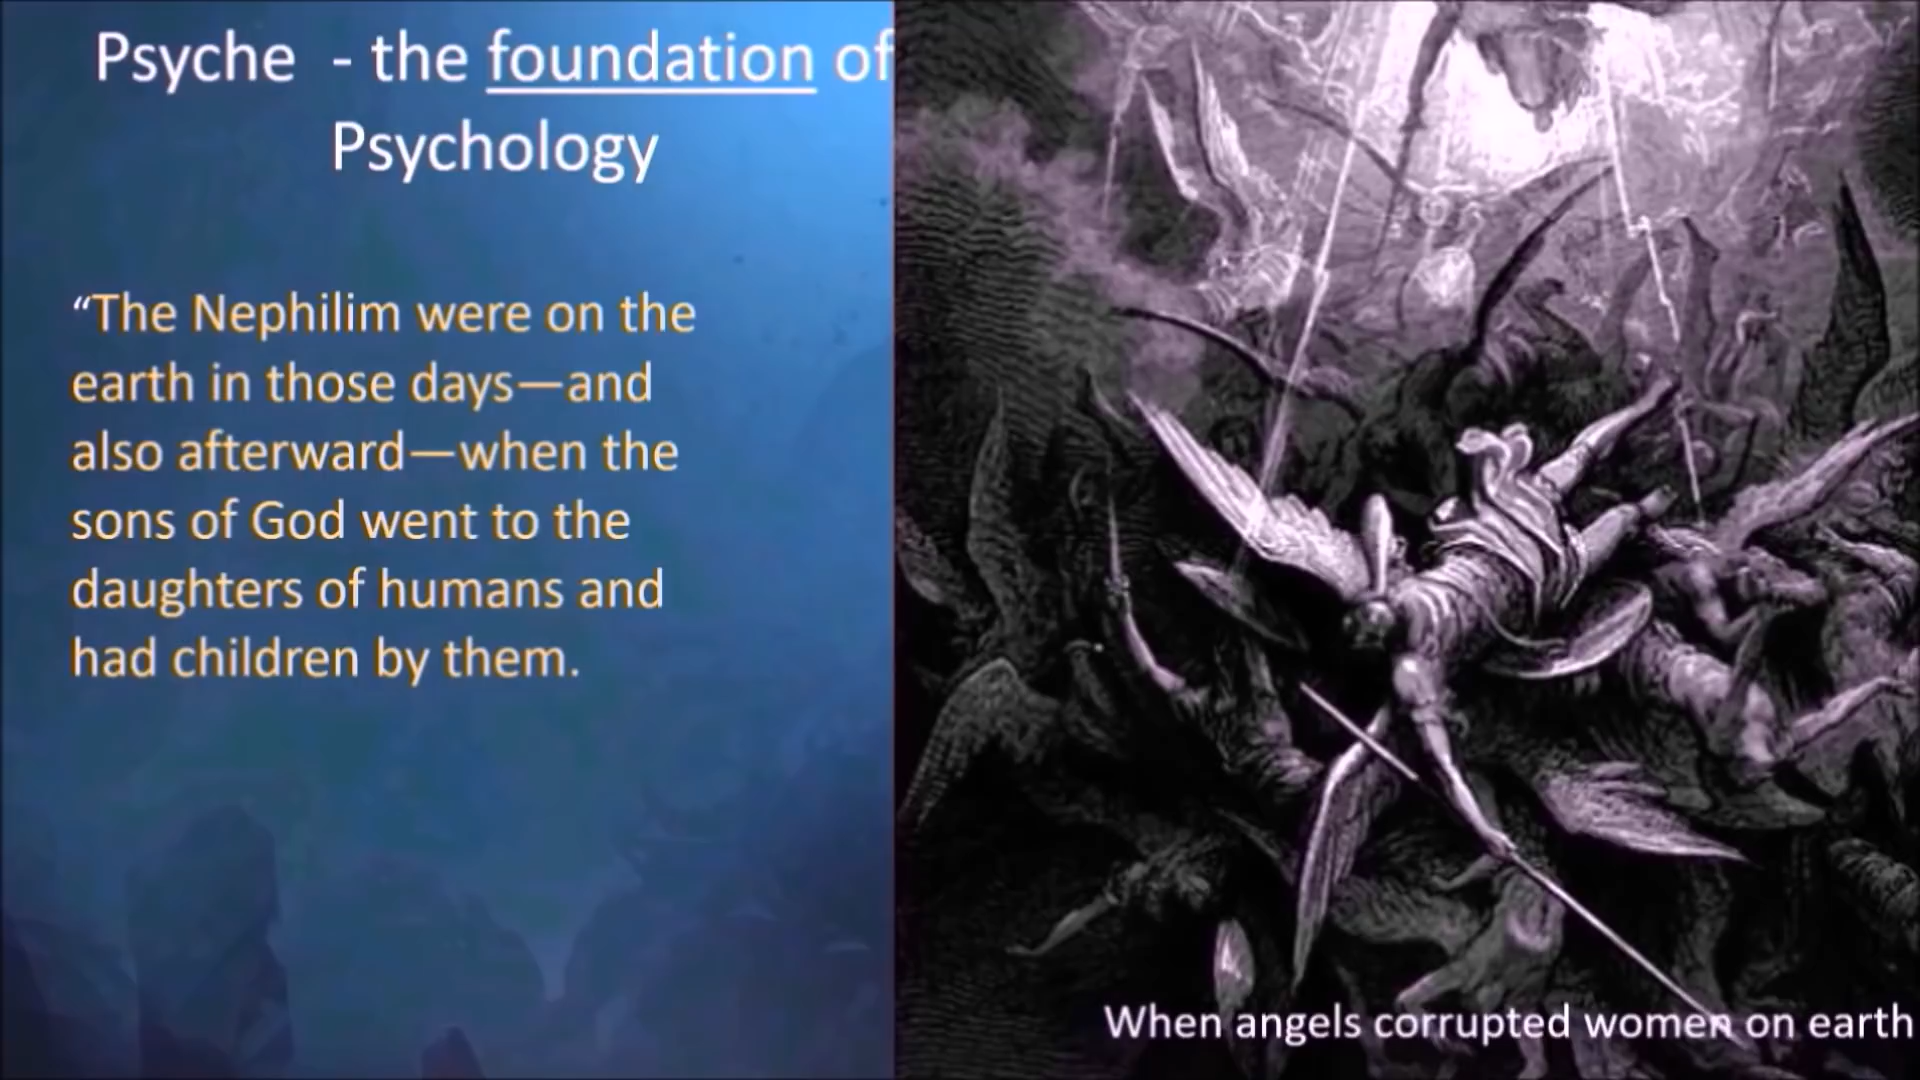 Psyche - the foundation of
Psychology
“The Nephilim were on the
earth in those days—and
also afterward—when the
sons of God went to the
daughters of humans and
had children by them.
When angels corrupted women on earth